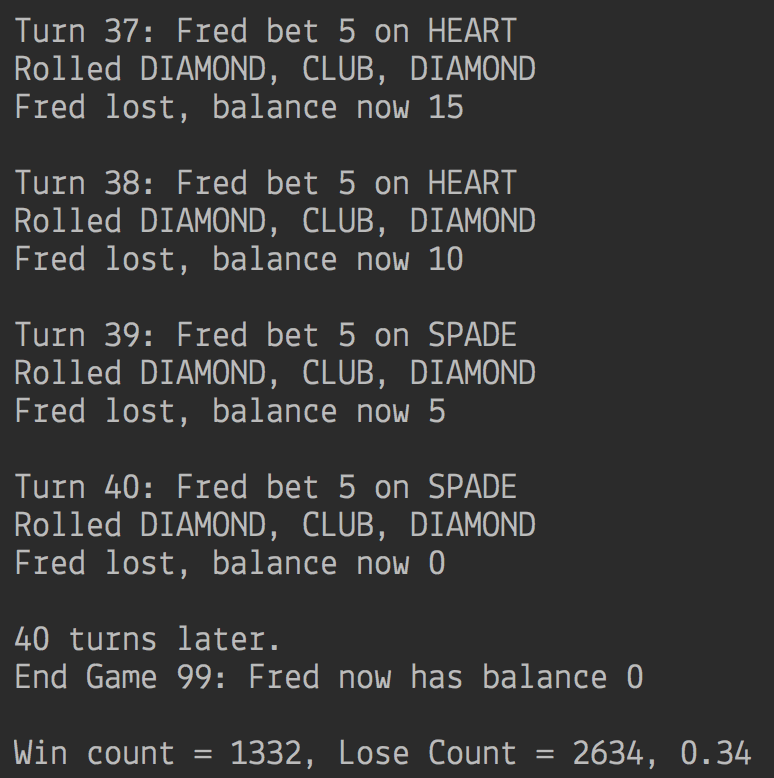 Turn 37: Fred bet 5 on HEART
Rolled DIAMOND, CLUB, DIAMOND
Fred lost, balance now 15
Turn 38: Fred bet 5 on HEART
Rolled DIAMOND, CLUB, DIAMOND
Fred lost, balance now 10
Turn 39: Fred bet 5 on SPADE
Rolled DIAMOND, CLUB, DIAMOND
Fred lost, balance now 5
Turn 40: Fred bet 5 on SPADE
Rolled DIAMOND, CLUB, DIAMOND
Fred lost, balance now 0
40 turns later.
End Game 99: Fred now has balance 0
Win count = 1332, Lose Count = 2634, 0.34